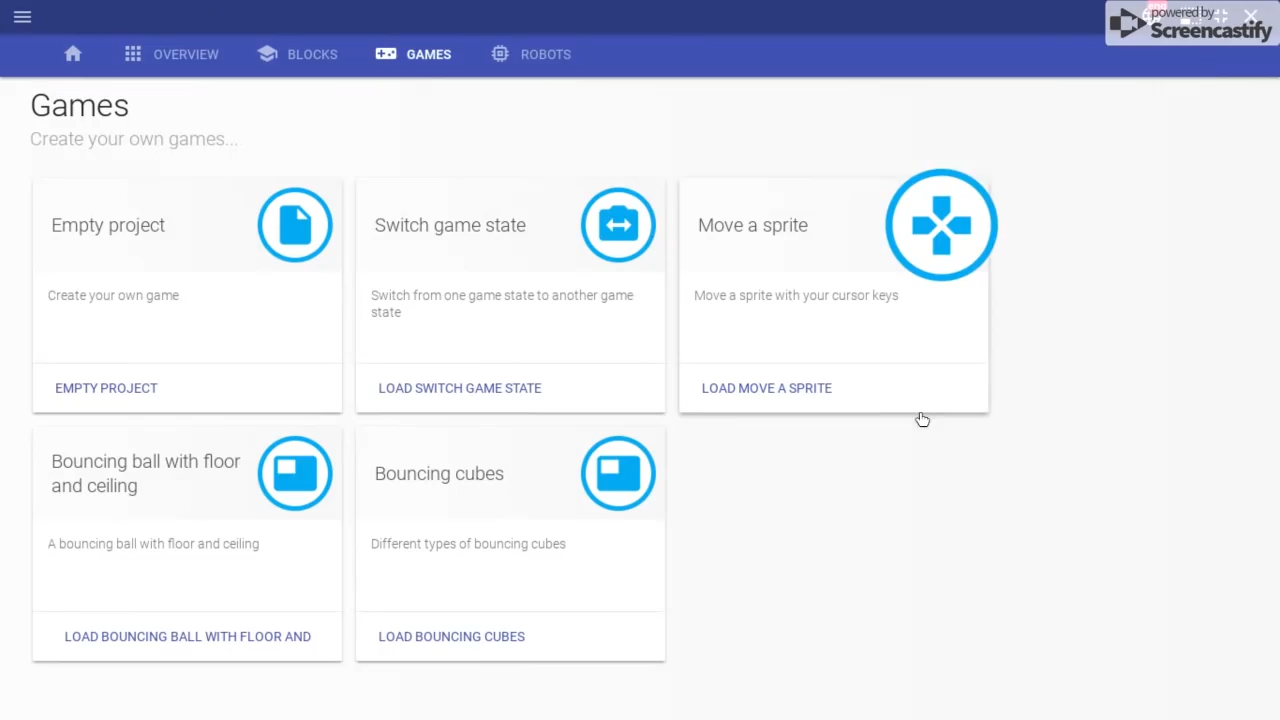 powered by
Screencastify
OVERVIEW
BLOCKS
GAMES
ROBOTS
Games
Create your own games...
Empty project
Switch game state
Move a sprite
Create your own game
Switch from one game state to another game
state
Move a sprite with your cursor keys
EMPTY PROJECT
LOAD SWITCH GAME STATE
LOAD MOVE A SPRITE
Bouncing ball with floor
and ceiling
Bouncing cubes
A bouncing ball with floor and ceiling
Different types of bouncing cubes
LOAD BOUNCING BALL WITH FLOOR AND
LOAD BOUNCING CUBES